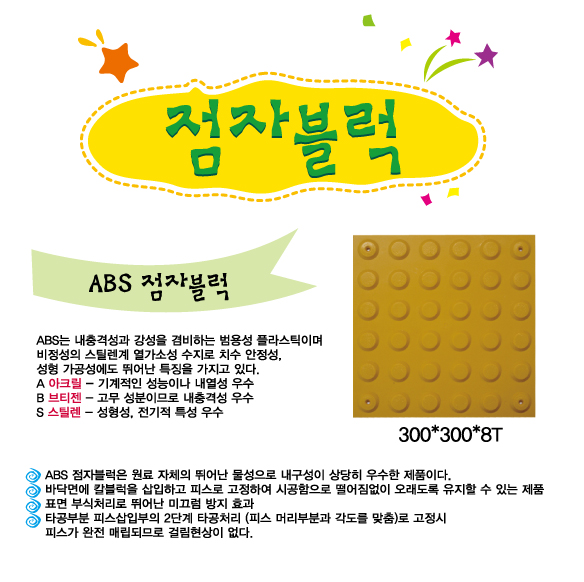 점자블럭
ABS 점자블럭
ABS는 내충격성과 강성을 겸비하는 범용성 플라스틱이며
비정성의 스틸렌계 열가소성 수지로 치수 안정성,
성형 가공성에도 뛰어난 특징을 가지고 있다.
A 아크릴 – 기계적인 성능이나 내열성 우수
B 브티젠 – 고무 성분이므로 내충격성 우수
S 스틸렌 – 성형성, 전기적 특성 우수
300*300*8T
ABS 점자블럭은 원료 자체의 뛰어난 물성으로 내구성이 상당히 우수한 제품이다.
바닥면에 칼블럭을 삽입하고 피스로 고정하여 시공함으로 떨어짐없이 오래도록 유지할 수 있는 제품
표면 부식처리로 뛰어난 미끄럼 방지 효과
타공부분 피스삽입부의 2단계 타공처리 (피스 머리부분과 각도를 맞춤)로 고정시
피스가 완전 매립되므로 걸림현상이 없다.